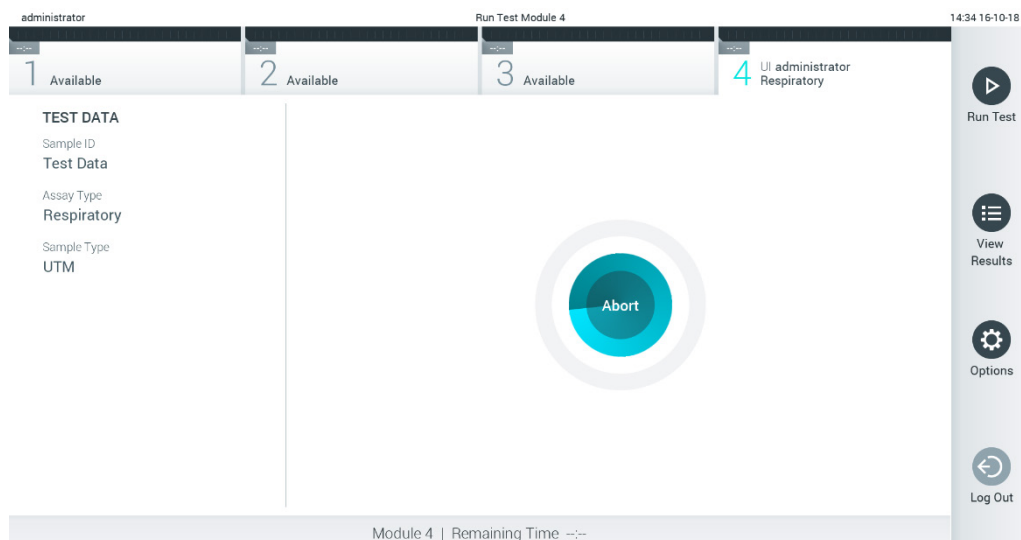 administrator
Run Test Module 4
14:34 16-10-18
--:--
--:--
--:--
--:--
1 Available
2 Available
3 Available
4 UI administrator
Respiratory
TEST DATA
Sample ID
Test Data
Assay Type
Respiratory
Sample Type
UTM
Abort
Run Test
View
Results
Options
Log Out
Module 4 | Remaining Time --:--